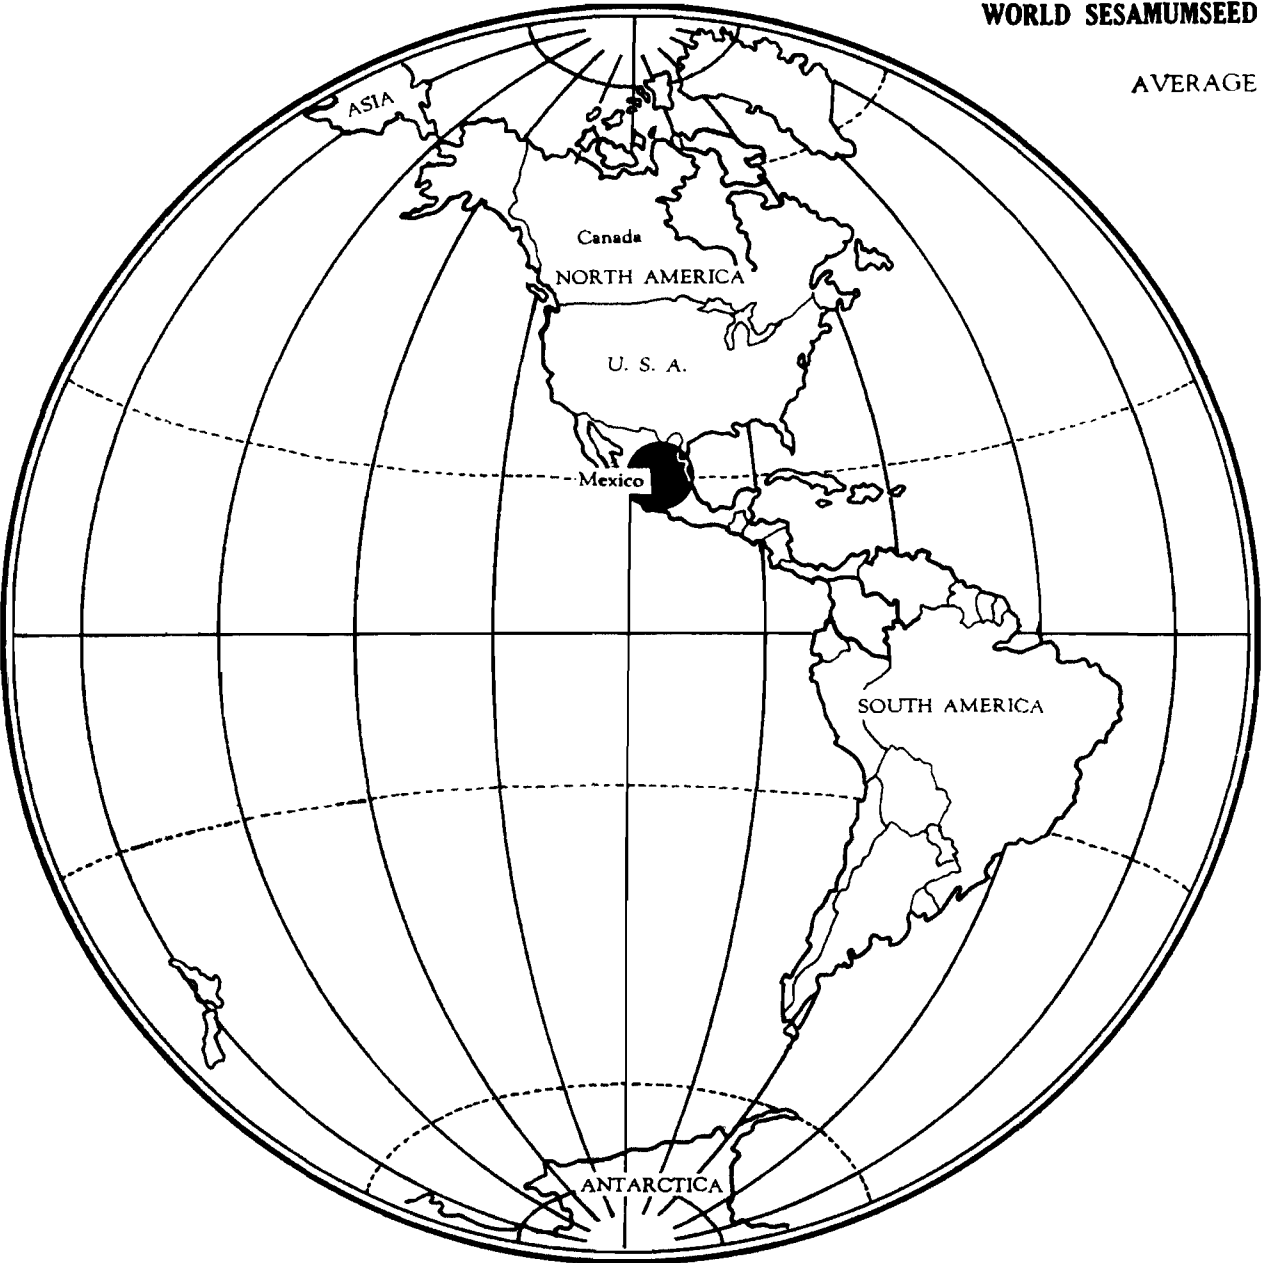 WORLD SESAMUMSEED
AVERAGE
ASIA
Canada
NORTH AMERICA
U. S. A.
Mexico
SOUTH AMERICA
ANTARCTICA